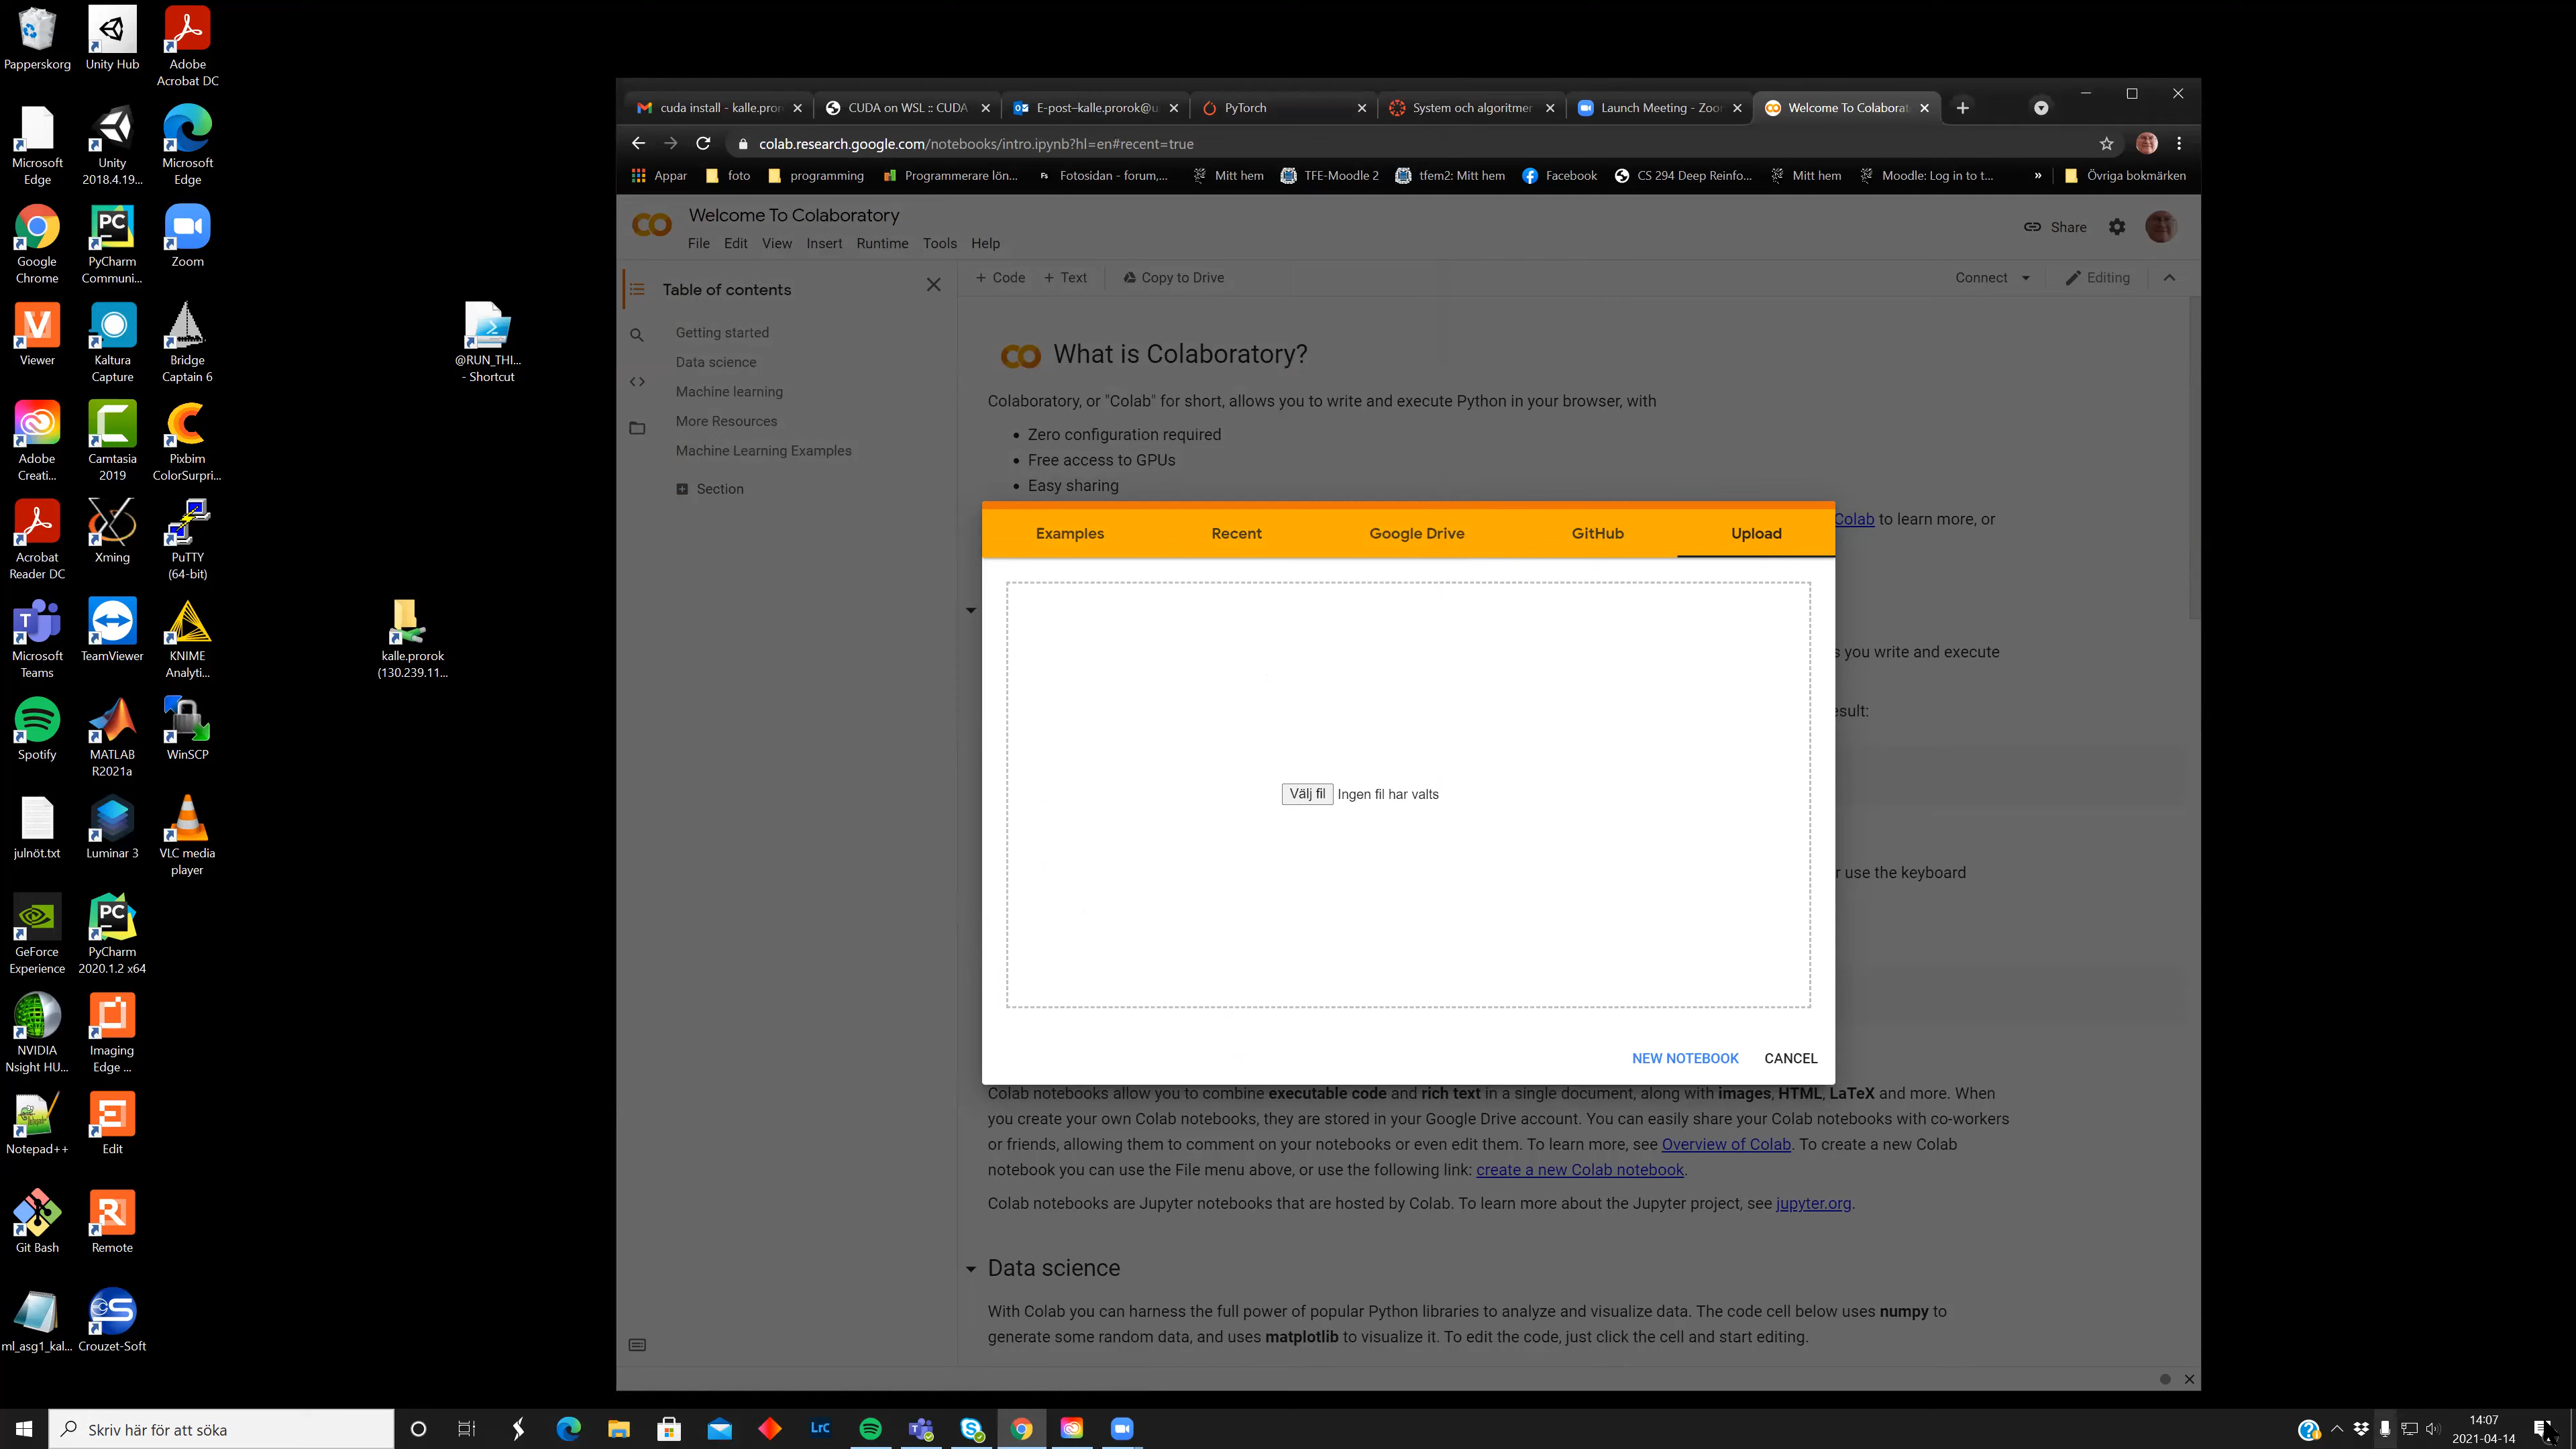 Papperskorg
Unity Hub
Adobe
Acrobat DC
Microsoft
Edge
Unity
2018.4.19...
Microsoft
Edge
Google
Chrome
PyCharm
Communi...
Zoom
Viewer
Kaltura
Capture
Bridge
Captain 6
Adobe
Creati...
Camtasia
2019
Pixbim
ColorSurpri...
Acrobat
Reader DC
Xming
PuTTY
(64-bit)
Microsoft
Teams
TeamViewer
KNIME
Analyti...
Spotify
MATLAB
R2021a
WinSCP
julnöt.txt
Luminar 3
VLC media
player
GeForce
Experience
PyCharm
2020.1.2 x64
NVIDIA
Nsight HU...
Imaging
Edge ...
Notepad++
Edit
Git Bash
Remote
ml_asg1_kal...
Crouzet-Soft
@RUN_THI...
- Shortcut
kalle.prorok
(130.239.11...
cuda install - kalle.pror
CUDA on WSL :: CUDA
E-post–kalle.prorok@u
PyTorch
System och algoritmer
Launch Meeting - Zoo
Welcome To Colaborat
colab.research.google.com/notebooks/intro.ipynb?hl=en#recent=true
Appar
foto
programming
Programmerare lön...
Fs Fotosidan - forum,...
Mitt hem
TFE-Moodle 2
tfem2: Mitt hem
Facebook
CS 294 Deep Reinfo...
Mitt hem
Moodle: Log in to t...
»
Övriga bokmärken
Welcome To Colaboratory
File Edit View Insert Runtime Tools Help
Share
Table of contents
Getting started
Data science
Machine learning
More Resources
Machine Learning Examples
Section
+ Code + Text
Copy to Drive
Connect
Editing
What is Colaboratory?
Colaboratory, or "Colab" for short, allows you to write and execute Python in your browser, with
• Zero configuration required
• Free access to GPUs
• Easy sharing
Colab to learn more, or
Examples
Recent
Google Drive
GitHub
Upload
s you write and execute
esult:
Välj fil Ingen fil har valts
r use the keyboard
NEW NOTEBOOK
CANCEL
Colab notebooks allow you to combine executable code and rich text in a single document, along with images, HTML, LaTeX and more. When
you create your own Colab notebooks, they are stored in your Google Drive account. You can easily share your Colab notebooks with co-workers
or friends, allowing them to comment on your notebooks or even edit them. To learn more, see Overview of Colab. To create a new Colab
notebook you can use the File menu above, or use the following link: create a new Colab notebook.
Colab notebooks are Jupyter notebooks that are hosted by Colab. To learn more about the Jupyter project, see jupyter.org.
Data science
With Colab you can harness the full power of popular Python libraries to analyze and visualize data. The code cell below uses numpy to
generate some random data, and uses matplotlib to visualize it. To edit the code, just click the cell and start editing.
Skriv här för att söka
LrC
14:07
2021-04-14